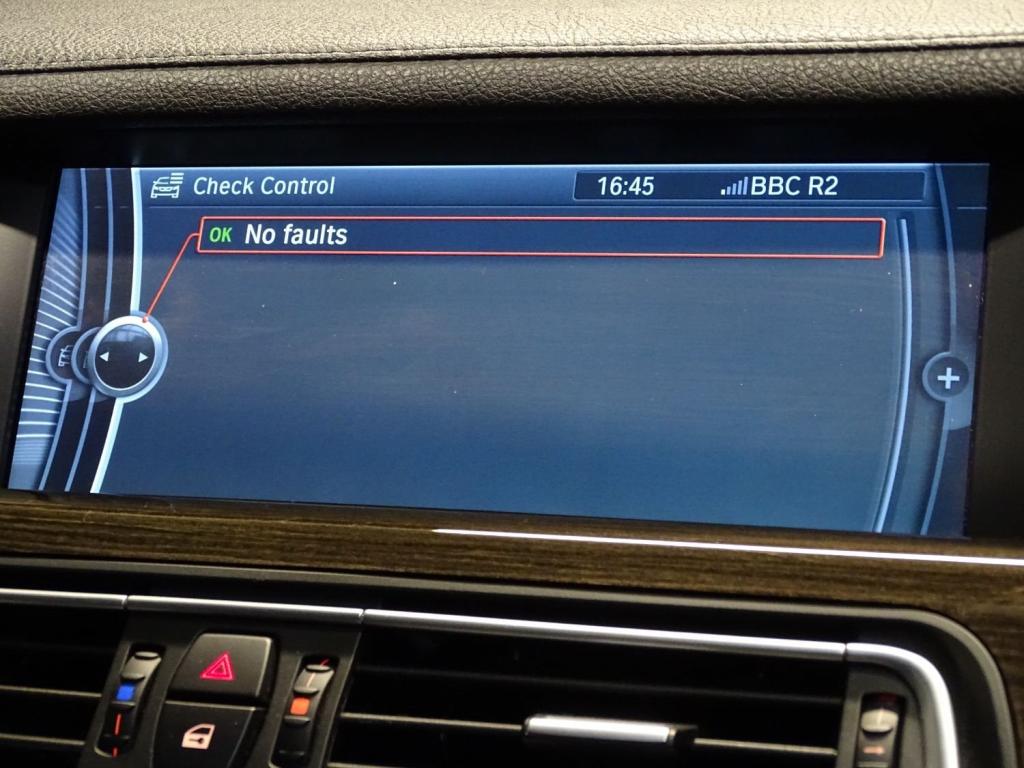 Check Control 16:45 BBC R2
OK No faults